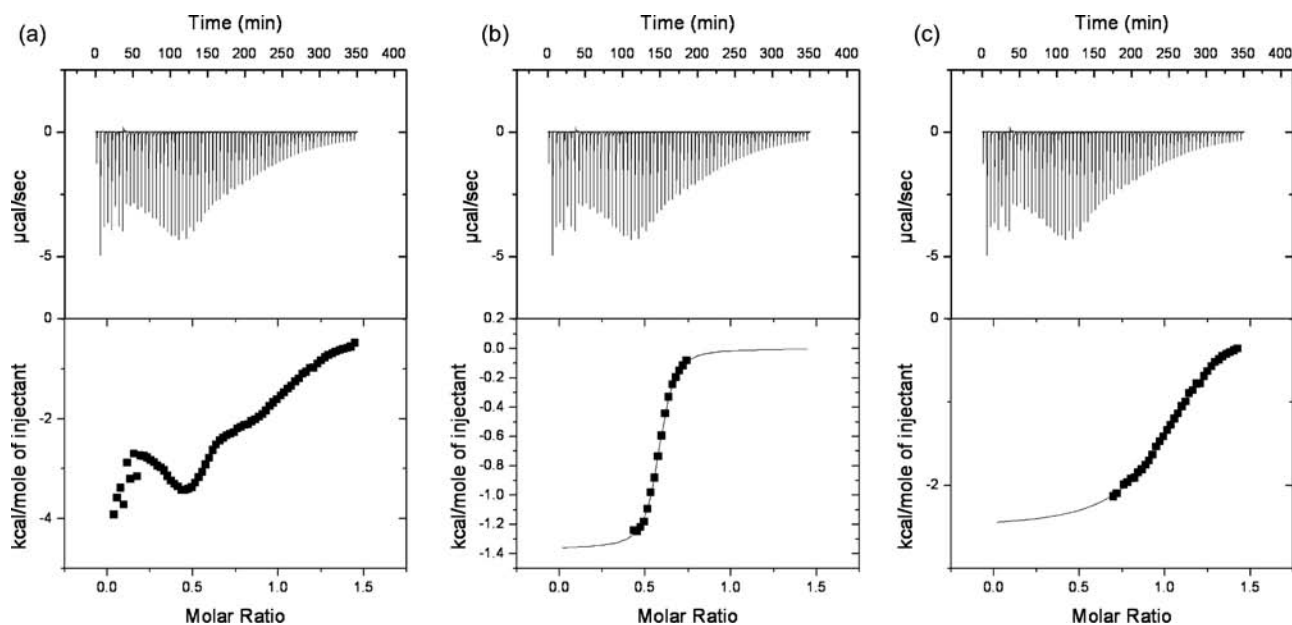 (a)
Time (min)
0 50 100 150 200 250 300 350 400
0
-5
µcal/sec
0
-2
-4
kcal/mole of injectant
0.0 0.5 1.0 1.5
Molar Ratio
(b)
Time (min)
0 50 100 150 200 250 300 350 400
0
-5
µcal/sec
0.2
0.0
-0.2
-0.4
-0.6
-0.8
-1.0
-1.2
-1.4
kcal/mole of injectant
0.0 0.5 1.0 1.5
Molar Ratio
(c)
Time (min)
0 50 100 150 200 250 300 350 400
0
-5
µcal/sec
0
-2
kcal/mole of injectant
0.0 0.5 1.0 1.5
Molar Ratio